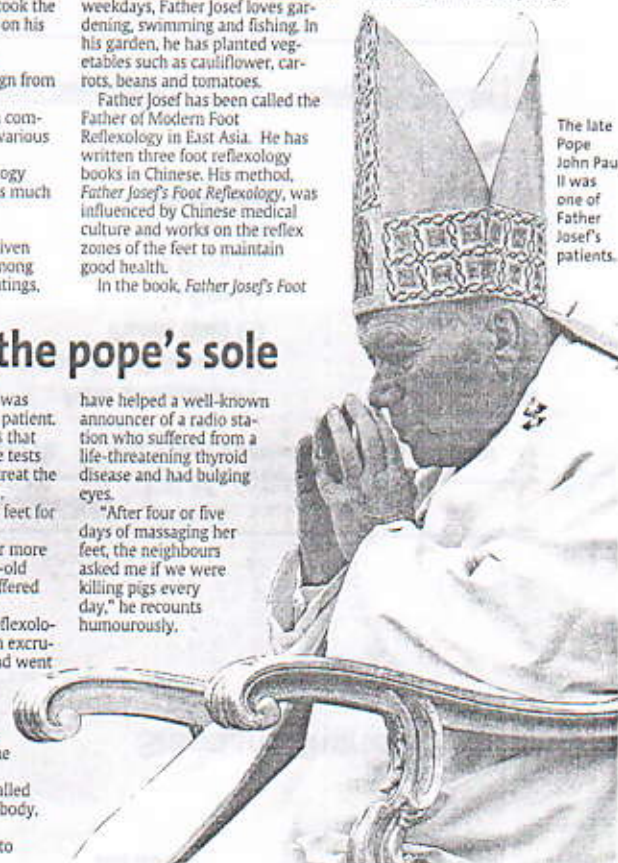 took the
on his
gn from
com-
various
ogy
s much
iven
mong
tings,
weekdays, Father Josef loves gar-
dening, swimming and fishing. In
his garden, he has planted veg-
etables such as cauliflower, car-
rots, beans and tomatoes.
Father Josef has been called the
Father of Modern Foot
Reflexology in East Asia. He has
written three foot reflexology
books in Chinese. His method,
Father Josef's Foot Reflexology, was
influenced by Chinese medical
culture and works on the reflex
zones of the feet to maintain
good health.
In the book, Father Josef's Foot
The late
Pope
John Pau
II was
one of
Father
Josef's
patients.
the pope's sole
was
patient.
s that
e tests
reat the
feet for
r more
-old
ffered
flexolo-
n excru-
nd went
he
alled
body,
to
have helped a well-known
announcer of a radio sta-
tion who suffered from a
life-threatening thyroid
disease and had bulging
eyes.
"After four or five
days of massaging her
feet, the neighbours
asked me if we were
killing pigs every
day," he recounts
humourously.